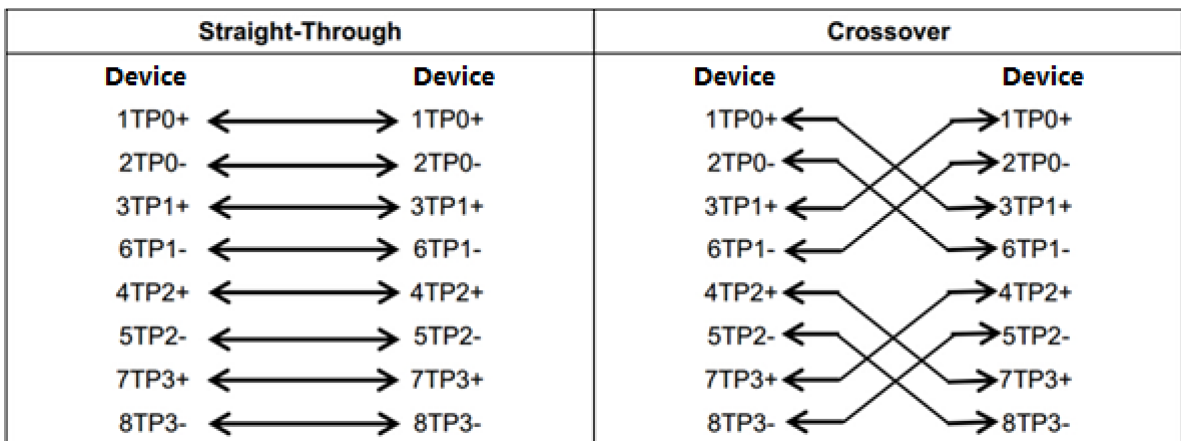 Straight-Through Crossover
Device Device Device Device
1TP0+ 1TP0+ 1TP0+ 1TP0+
2TP0- 2TP0- 2TP0- 2TP0-
3TP1+ 3TP1+ 3TP1+ 3TP1+
6TP1- 6TP1- 6TP1- 6TP1-
4TP2+ 4TP2+ 4TP2+ 4TP2+
5TP2- 5TP2- 5TP2- 5TP2-
7TP3+ 7TP3+ 7TP3+ 7TP3+
8TP3- 8TP3- 8TP3- 8TP3-